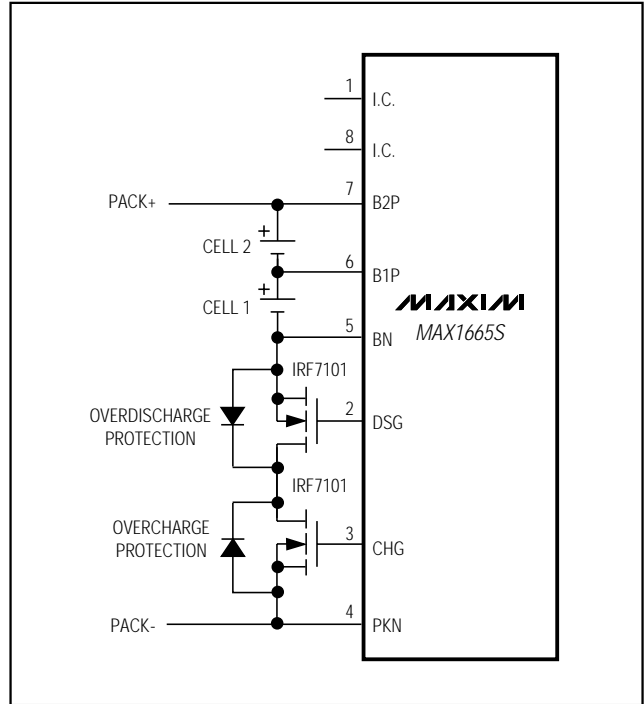 1
I.C.
8
I.C.
7
PACK+
B2P
+
CELL 2
6
B1P
+
MAXIM
CELL 1
MAX1665S
5
BN
IRF7101
OVERDISCHARGE
PROTECTION
2
DSG
IRF7101
OVERCHARGE
PROTECTION
3
CHG
4
PACK-
PKN